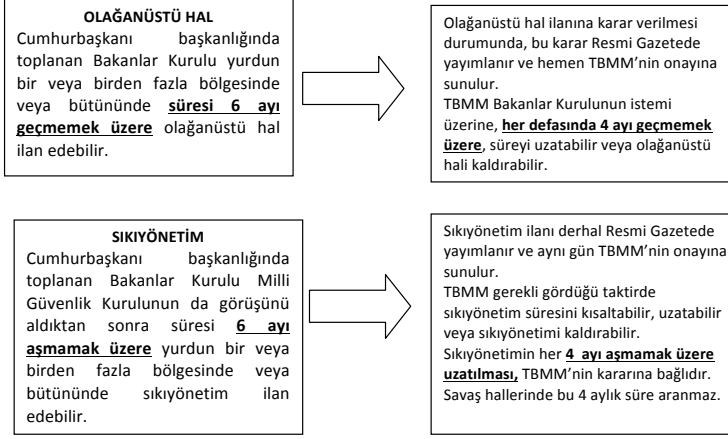 OLAĞANÜSTÜ HAL
Cumhurbaşkanı başkanlığında
toplanan Bakanlar Kurulu yurdun
bir veya birden fazla bölgesinde
veya bütününde süresi 6 ayı
geçmemek üzere olağanüstü hal
ilan edebilir.
Olağanüstü hal ilanına karar verilmesi
durumunda, bu karar Resmi Gazetede
yayımlanır ve hemen TBMM’nin onayına
sunulur.
TBMM Bakanlar Kurulunun istemi
üzerine, her defasında 4 ayı geçmemek
üzere, süreyi uzatabilir veya olağanüstü
hali kaldırabilir.
SIKIYÖNETİM
Cumhurbaşkanı başkanlığında
toplanan Bakanlar Kurulu Milli
Güvenlik Kurulunun da görüşünü
aldıktan sonra süresi 6 ayı
aşmamak üzere yurdun bir veya
birden fazla bölgesinde veya
bütününde sıkıyönetim ilan
edebilir.
Sıkıyönetim ilanı derhal Resmi Gazetede
yayımlanır ve aynı gün TBMM’nin onayına
sunulur.
TBMM gerekli gördüğü taktirde
sıkıyönetim süresini kısaltabilir, uzatabilir
veya sıkıyönetimi kaldırabilir.
Sıkıyönetimin her 4 ayı aşmamak üzere
uzatılması, TBMM’nin kararına bağlıdır.
Savaş hallerinde bu 4 aylık süre aranmaz.